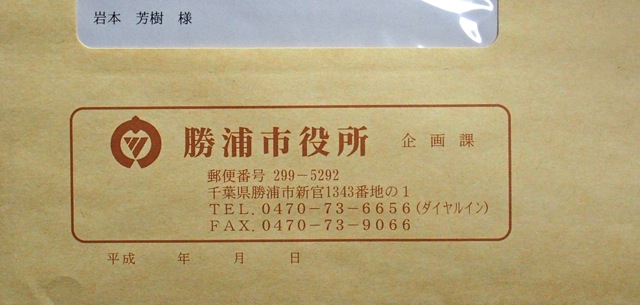 岩本 芳樹 様
勝浦市役所 企画課
郵便番号 299-5292
千葉県勝浦市新官1343番地の1
TEL.0470-73-6656(ダイヤルイン)
FAX.0470-73-9066
平成 年 月 日